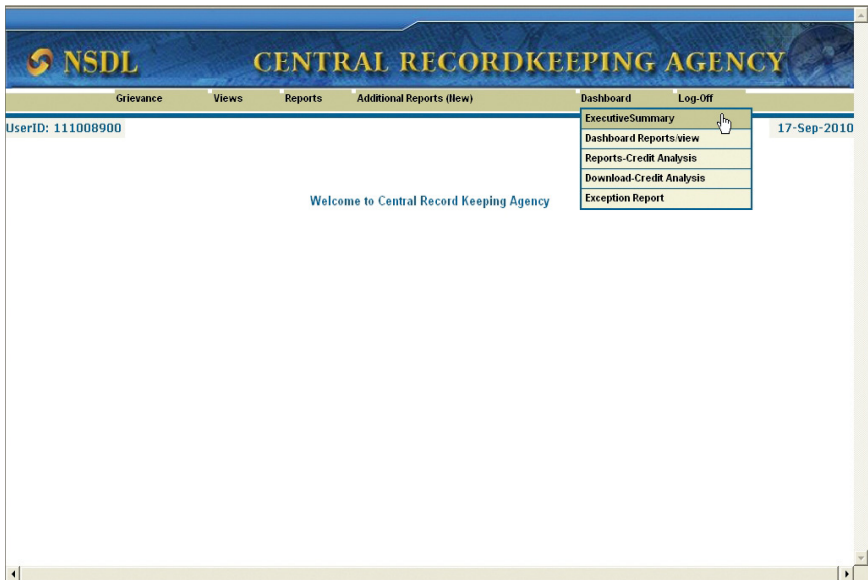 NSDL CENTRAL RECORDKEEPING AGENCY
Grievance Views Reports Additional Reports (New) Dashboard Log-Off
UserID: 111008900 17-Sep-2010
ExecutiveSummary
Dashboard Reports/view
Reports-Credit Analysis
Download-Credit Analysis
Exception Report
Welcome to Central Record Keeping Agency